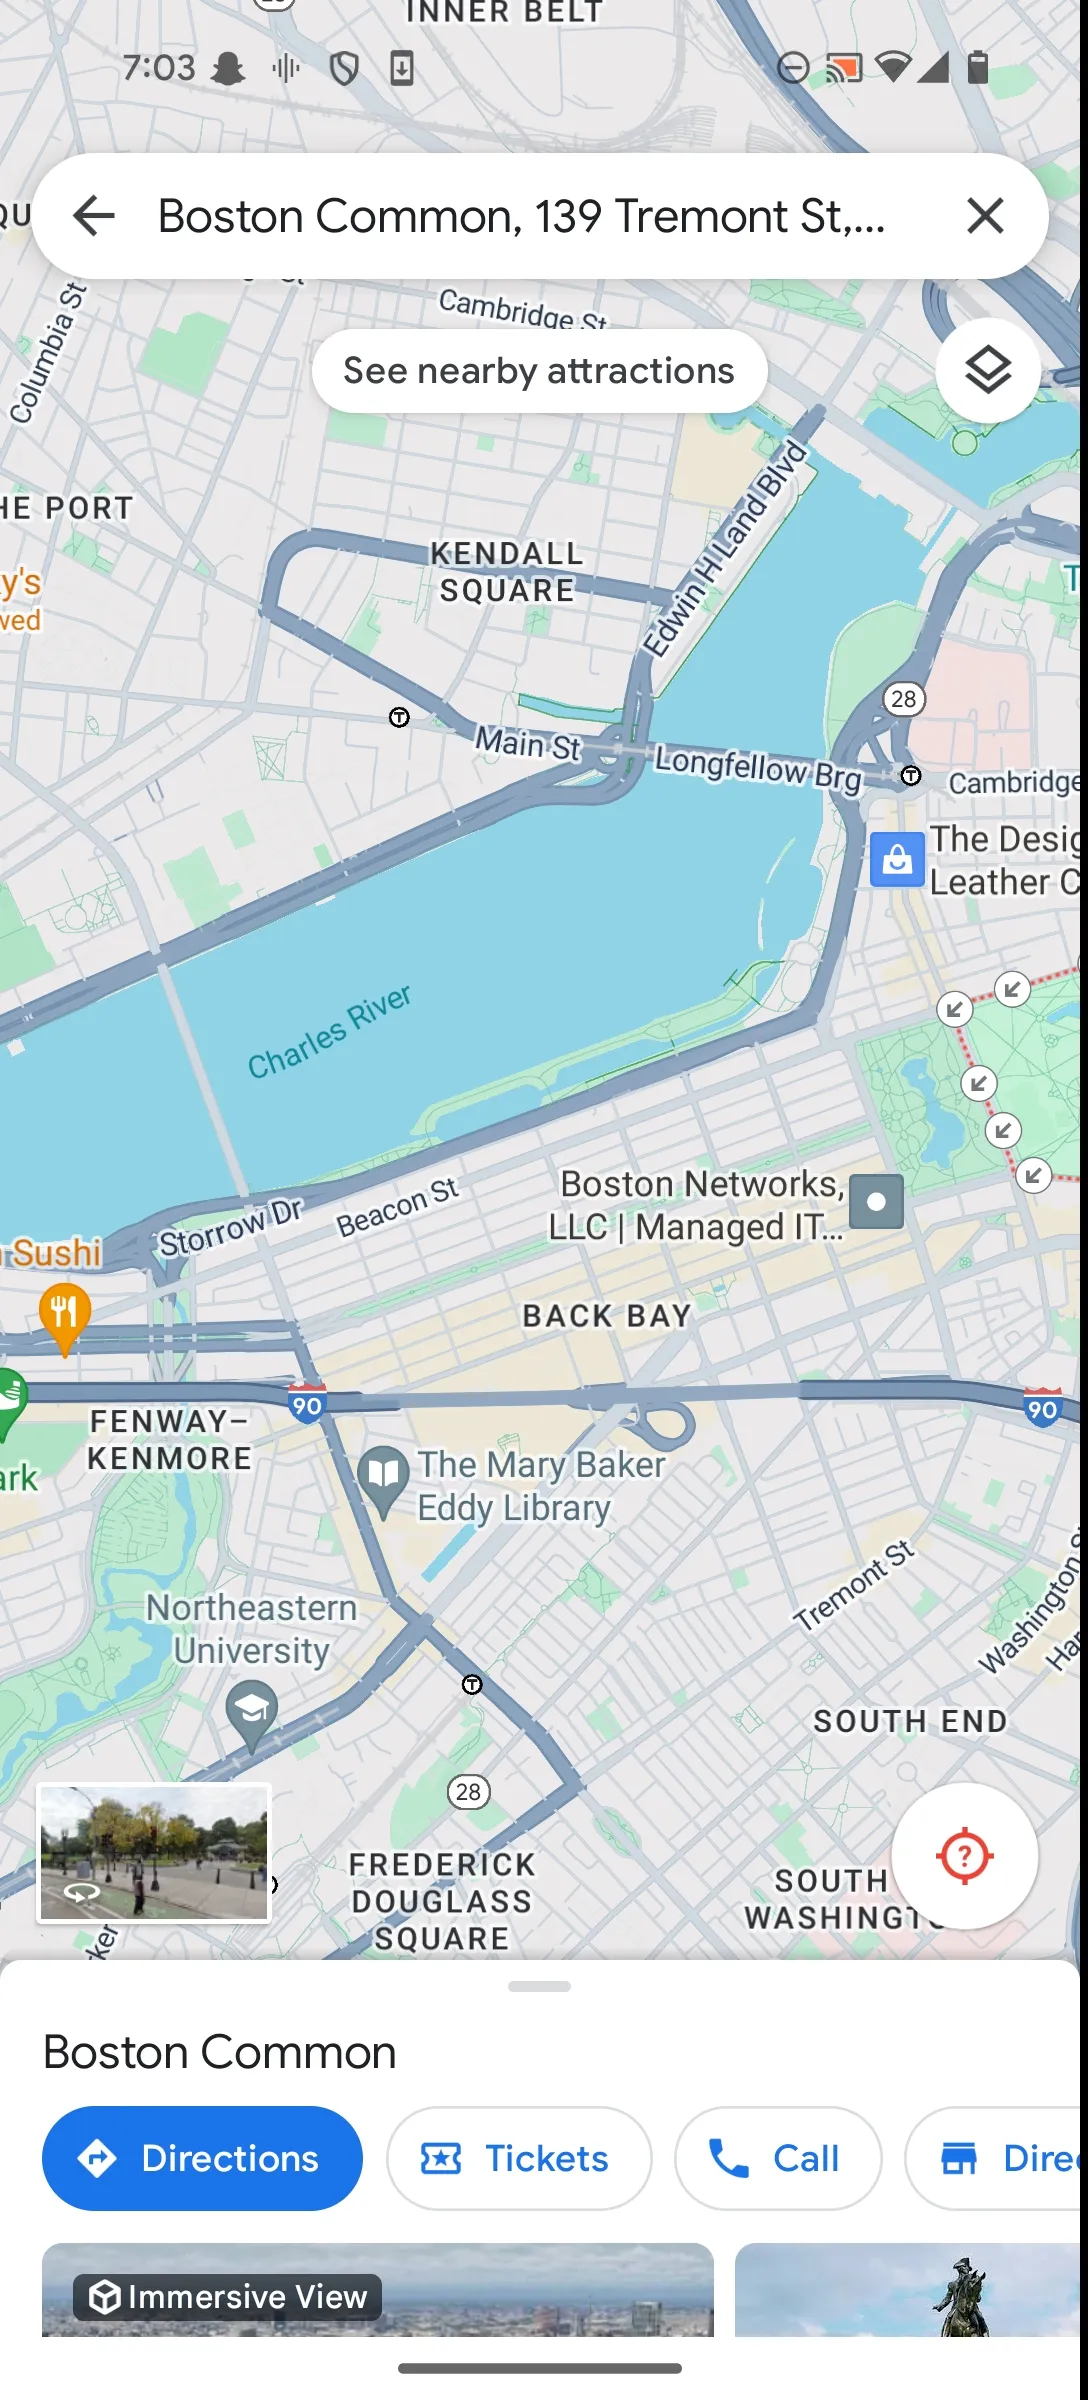 INNER BELT
7:03
Boston Common, 139 Tremont St,...
Columbia St
Cambridge St
See nearby attractions
Edwin H Land Blvd
HE PORT
KENDALL
SQUARE
y's
T
28
T
Main St
Longfellow Brg
T
Cambridge
The Desig
Leather C
Charles River
Boston Networks,
LLC | Managed IT...
Storrow Dr
Beacon St
Sushi
BACK BAY
90
90
FENWAY–
KENMORE
ark
The Mary Baker
Eddy Library
Tremont St
Washington S
Har
Northeastern
University
T
SOUTH END
28
?
FREDERICK
DOUGLASS
SQUARE
SOUTH
WASHINGTO
ker
Boston Common
Directions
Tickets
Call
Dire
Immersive View